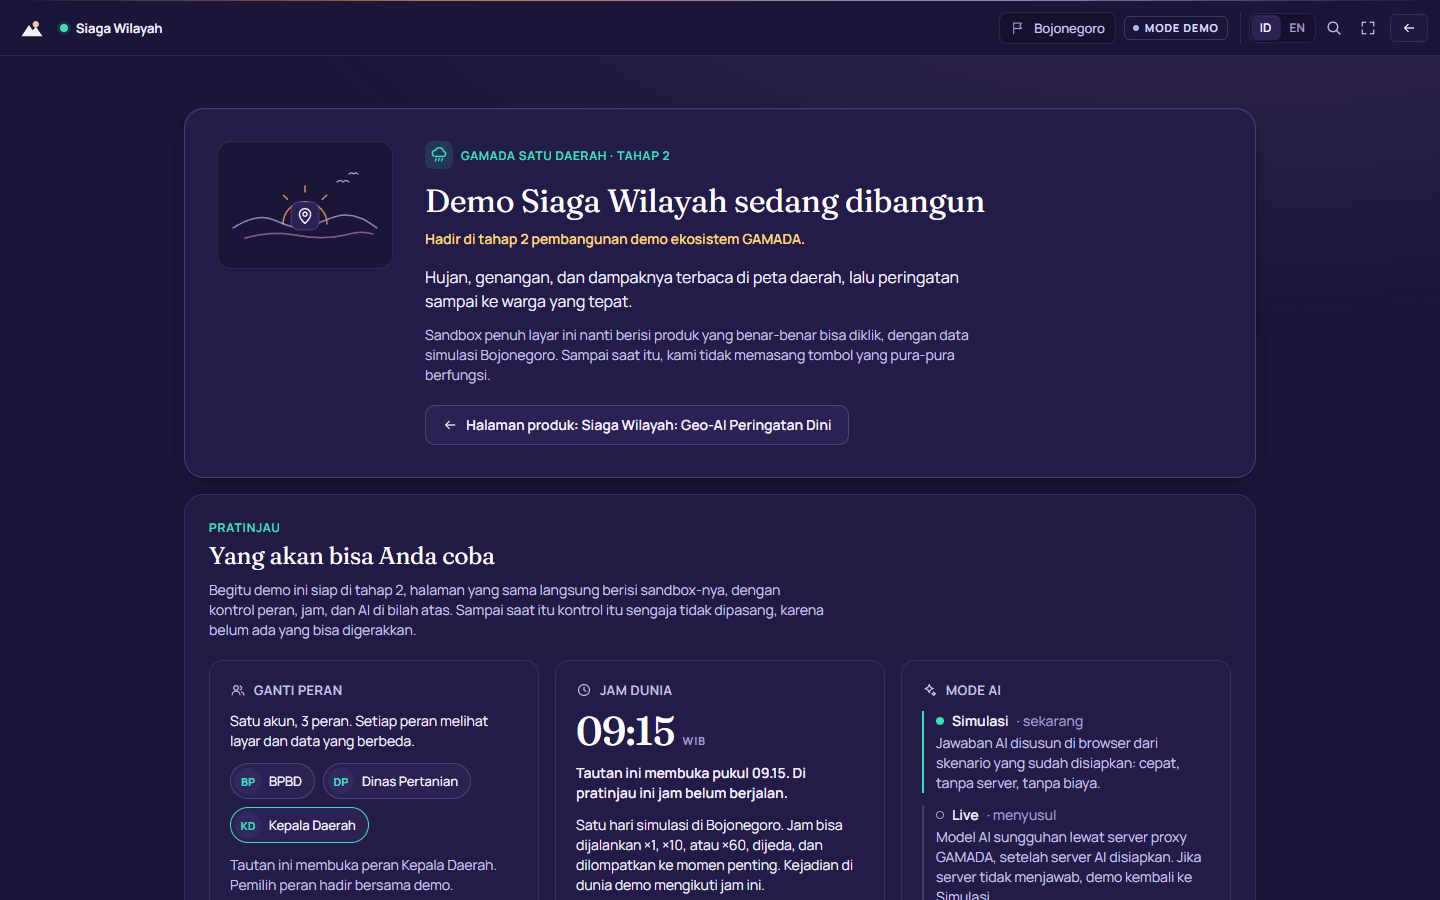 Siaga Wilayah
Bojonegoro
MODE DEMO
ID EN
GAMADA SATU DAERAH · TAHAP 2
Demo Siaga Wilayah sedang dibangun
Hadir di tahap 2 pembangunan demo ekosistem GAMADA.
Hujan, genangan, dan dampaknya terbaca di peta daerah, lalu peringatan
sampai ke warga yang tepat.
Sandbox penuh layar ini nanti berisi produk yang benar-benar bisa diklik, dengan data
simulasi Bojonegoro. Sampai saat itu, kami tidak memasang tombol yang pura-pura
berfungsi.
← Halaman produk: Siaga Wilayah: Geo-AI Peringatan Dini
PRATINJAU
Yang akan bisa Anda coba
Begitu demo ini siap di tahap 2, halaman yang sama langsung berisi sandbox-nya, dengan
kontrol peran, jam, dan AI di bilah atas. Sampai saat itu kontrol itu sengaja tidak dipasang, karena
belum ada yang bisa digerakkan.
GANTI PERAN
Satu akun, 3 peran. Setiap peran melihat
layar dan data yang berbeda.
BP BPBD
DP Dinas Pertanian
KD Kepala Daerah
Tautan ini membuka peran Kepala Daerah.
Pemilih peran hadir bersama demo.
JAM DUNIA
09:15 WIB
Tautan ini membuka pukul 09.15. Di
pratinjau ini jam belum berjalan.
Satu hari simulasi di Bojonegoro. Jam bisa
dijalankan ×1, ×10, atau ×60, dijeda, dan
dilompatkan ke momen penting. Kejadian di
dunia demo mengikuti jam ini.
MODE AI
Simulasi · sekarang
Jawaban AI disusun di browser dari
skenario yang sudah disiapkan: cepat,
tanpa server, tanpa biaya.
Live · menyusul
Model AI sungguhan lewat server proxy
GAMADA, setelah server AI disiapkan. Jika
server tidak menjawab, demo kembali ke
Simulasi.